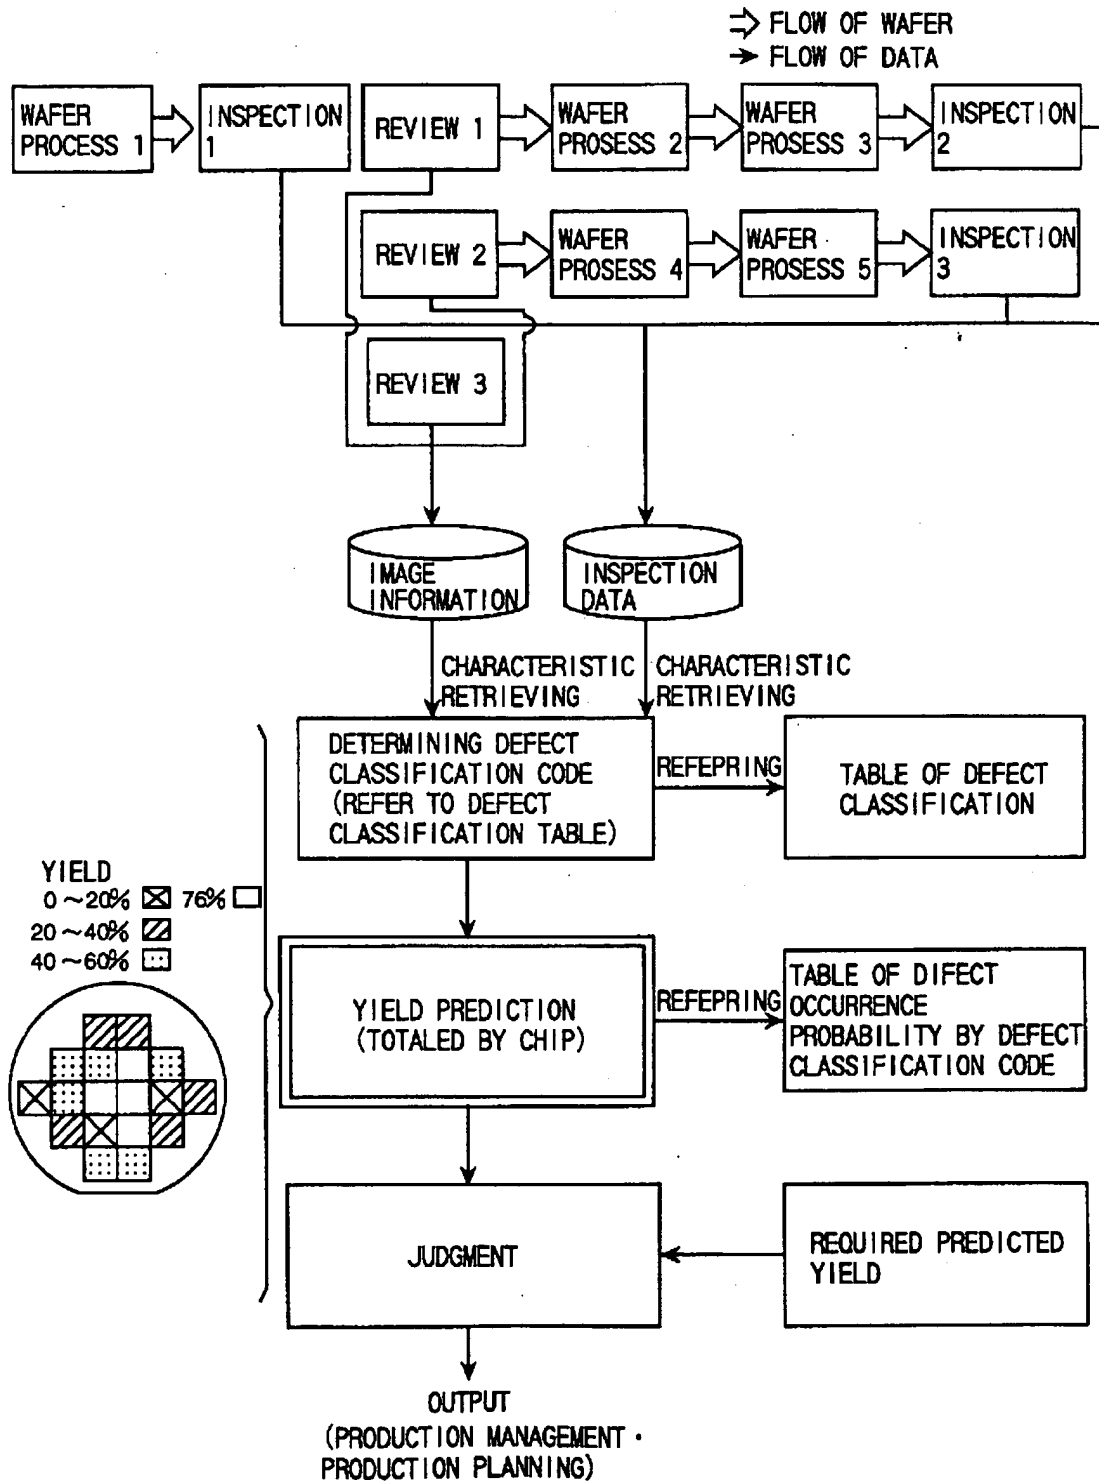 FLOW OF WAFER
FLOW OF DATA
WAFER
PROCESS 1
INSPECTION
1
REVIEW 1
WAFER
PROSESS 2
WAFER
PROSESS 3
INSPECTION
2
REVIEW 2
WAFER
PROSESS 4
WAFER
PROSESS 5
INSPECTION
3
REVIEW 3
IMAGE
INFORMATION
INSPECTION
DATA
CHARACTERISTIC
RETRIEVING
CHARACTERISTIC
RETRIEVING
DETERMINING DEFECT
CLASSIFICATION CODE
(REFER TO DEFECT
CLASSIFICATION TABLE)
REFEPRING
TABLE OF DEFECT
CLASSIFICATION
YIELD
0~20% 76%
20~40%
40~60%
YIELD PREDICTION
(TOTALED BY CHIP)
REFEPRING
TABLE OF DIFECT
OCCURRENCE
PROBABILITY BY DEFECT
CLASSIFICATION CODE
JUDGMENT
REQUIRED PREDICTED
YIELD
OUTPUT
(PRODUCTION MANAGEMENT・
PRODUCTION PLANNING)